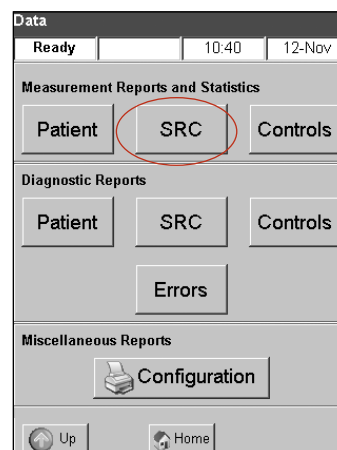 Data
Ready 10:40 12-Nov
Measurement Reports and Statistics
Patient SRC Controls
Diagnostic Reports
Patient SRC Controls
Errors
Miscellaneous Reports
Configuration
Up Home